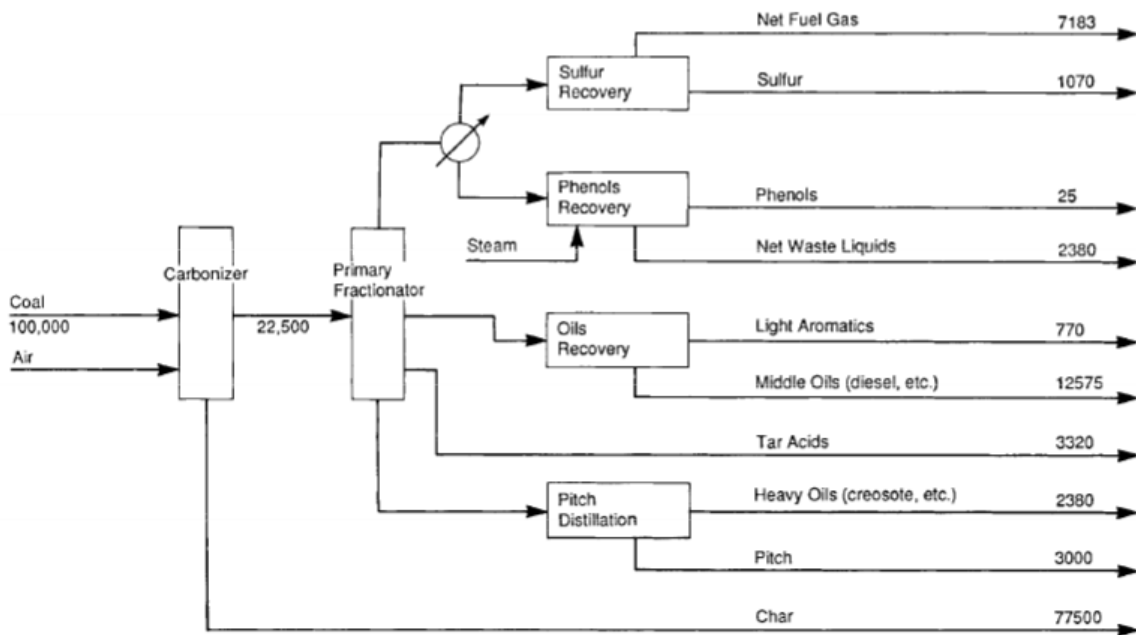 Net Fuel Gas 7183
Sulfur
Recovery
Sulfur 1070
Phenols
Recovery
Phenols 25
Steam
Net Waste Liquids 2380
Carbonizer
Primary
Fractionator
Coal
100,000
22,500
Air
Oils
Recovery
Light Aromatics 770
Middle Oils (diesel, etc.) 12575
Tar Acids 3320
Pitch
Distillation
Heavy Oils (creosote, etc.) 2380
Pitch 3000
Char 77500